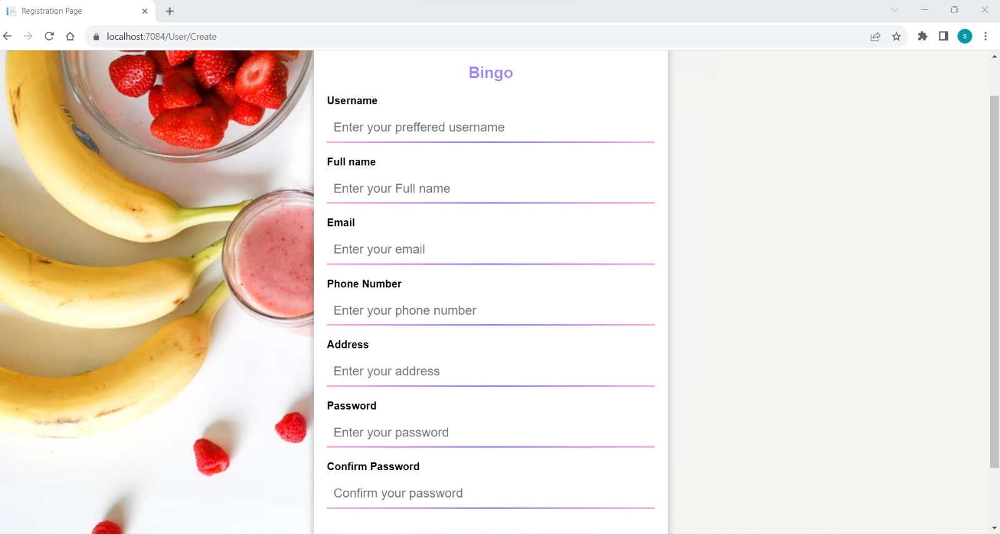 Registration Page
localhost:7084/User/Create
S
Bingo
Username
Enter your preffered username
Full name
Enter your Full name
Email
Enter your email
Phone Number
Enter your phone number
Address
Enter your address
Password
Enter your password
Confirm Password
Confirm your password